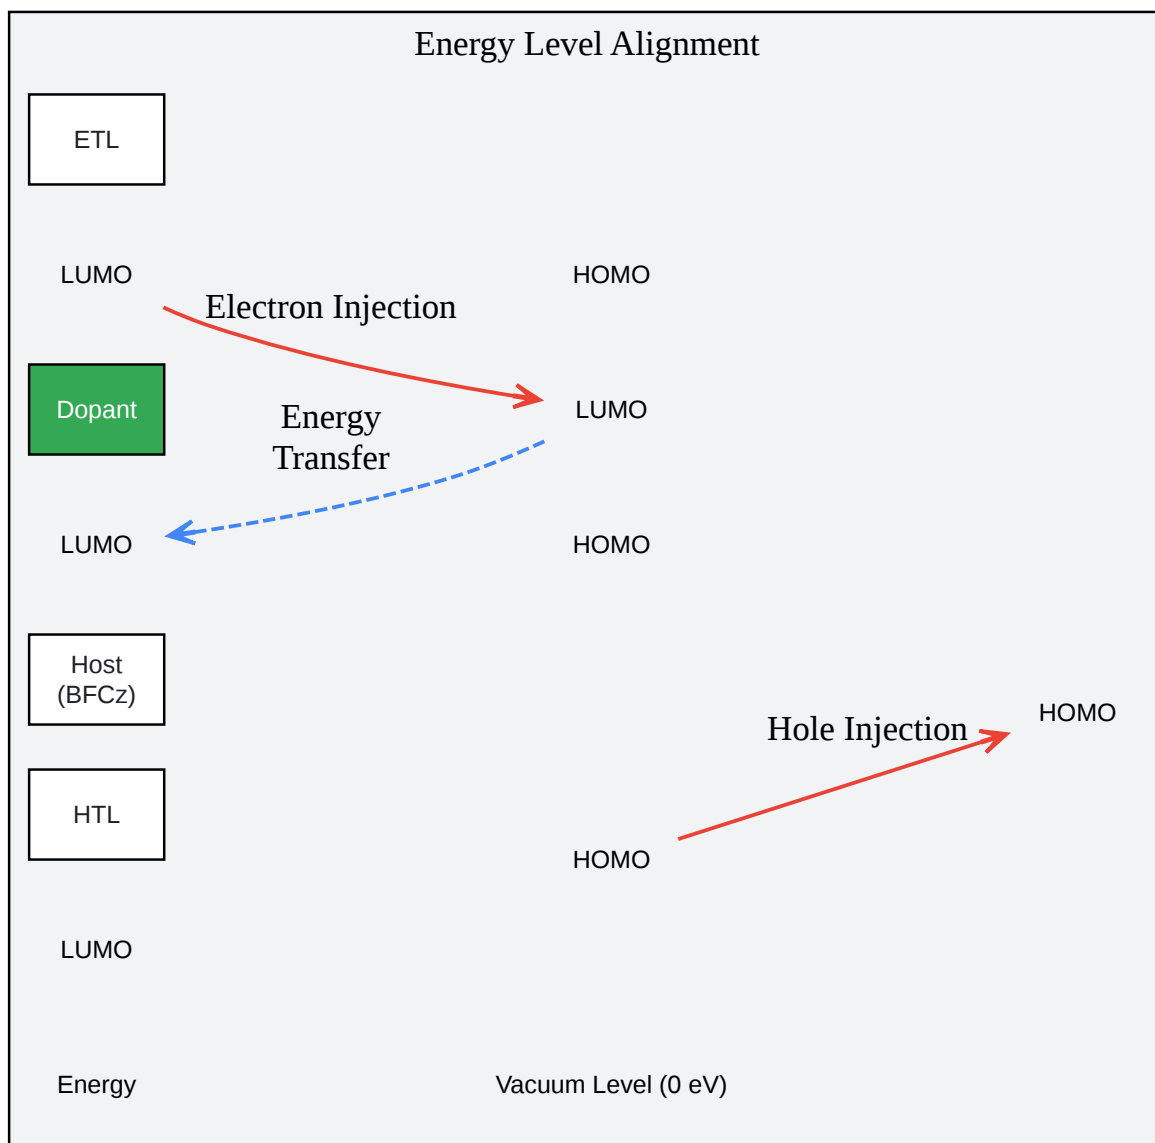 Energy Level Alignment
ETL
LUMO
HOMO
Electron Injection
Dopant
Energy
Transfer
LUMO
LUMO
HOMO
Host
(BFCz)
HOMO
Hole Injection
HTL
HOMO
LUMO
Energy
Vacuum Level (0 eV)